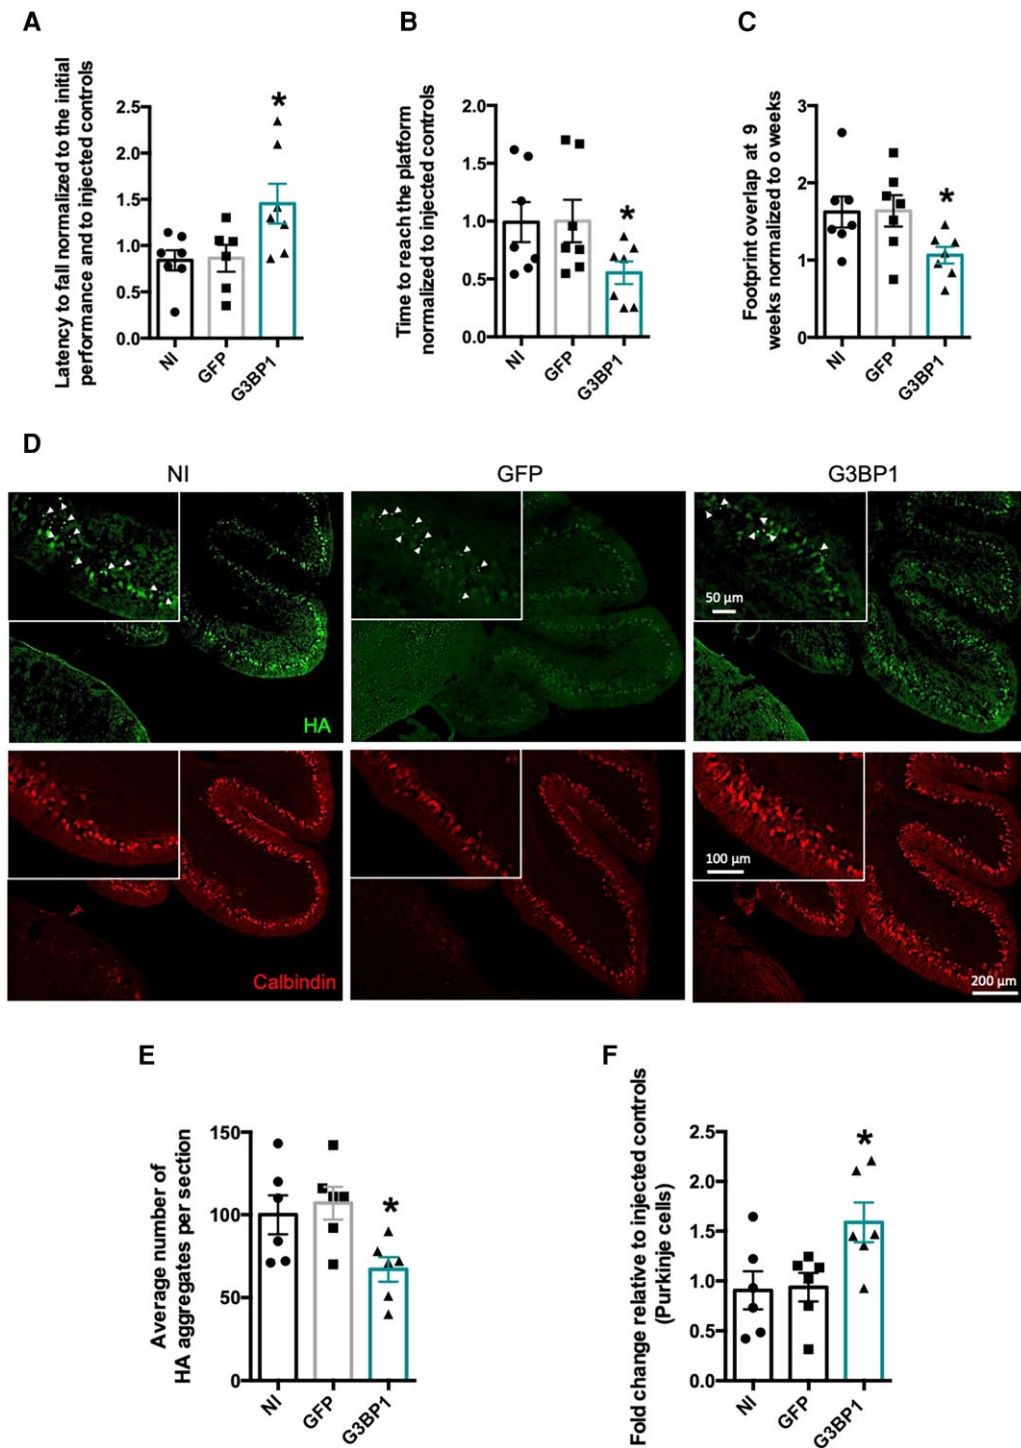 A
B
C
Latency to fall normalized to the initial
performance and to injected controls
2.5
2.0
1.5
1.0
0.5
0.0
*
NI
GFP
G3BP1
Time to reach the platform
normalized to injected controls
2.0
1.5
1.0
0.5
0.0
*
NI
GFP
G3BP1
Footprint overlap at 9
weeks normalized to o weeks
3
2
1
0
*
NI
GFP
G3BP1
D
NI
GFP
G3BP1
50 µm
HA
100 µm
Calbindin
200 µm
E
F
Average number of
HA aggregates per section
150
100
50
0
*
NI
GFP
G3BP1
Fold change relative to injected controls
(Purkinje cells)
2.5
2.0
1.5
1.0
0.5
0.0
*
NI
GFP
G3BP1